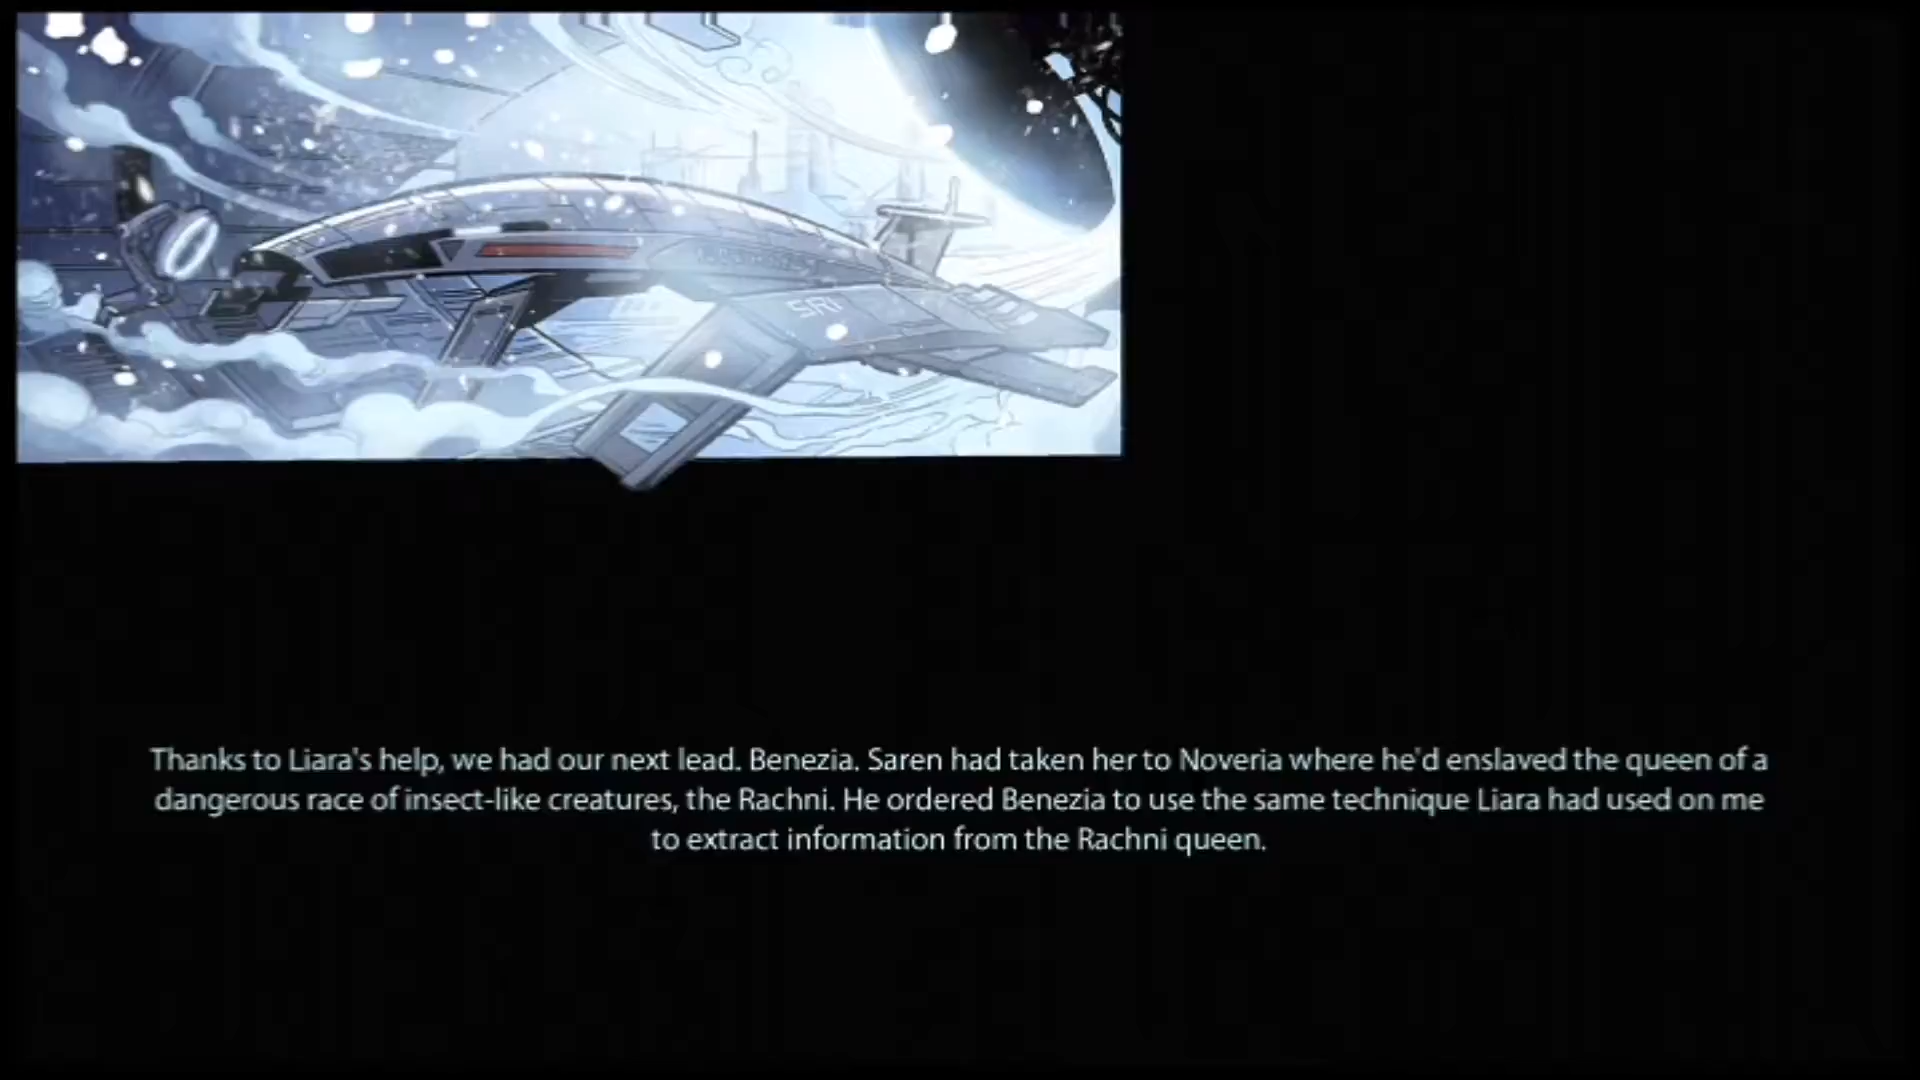 SR1
Thanks to Liara's help, we had our next lead. Benezia. Saren had taken her to Noveria where he'd enslaved the queen of a
dangerous race of insect-like creatures, the Rachni. He ordered Benezia to use the same technique Liara had used on me
to extract information from the Rachni queen.